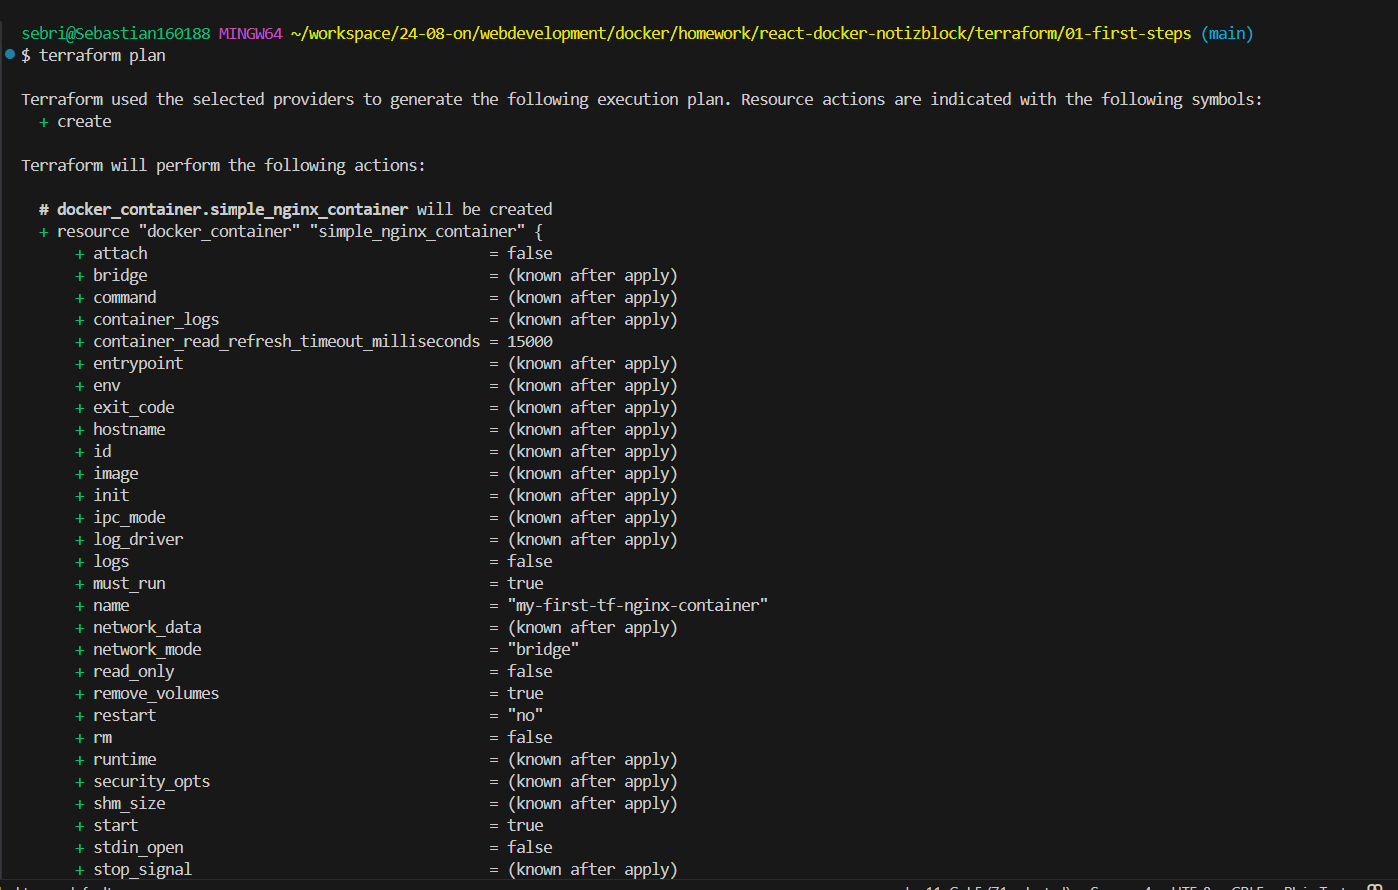 sebri@Sebastian160188 MINGW64 ~/workspace/24-08-on/webdevelopment/docker/homework/react-docker-notizblock/terraform/01-first-steps (main)
$ terraform plan
Terraform used the selected providers to generate the following execution plan. Resource actions are indicated with the following symbols:
+ create
Terraform will perform the following actions:
# docker_container.simple_nginx_container will be created
+ resource "docker_container" "simple_nginx_container" {
+ attach = false
+ bridge = (known after apply)
+ command = (known after apply)
+ container_logs = (known after apply)
+ container_read_refresh_timeout_milliseconds = 15000
+ entrypoint = (known after apply)
+ env = (known after apply)
+ exit_code = (known after apply)
+ hostname = (known after apply)
+ id = (known after apply)
+ image = (known after apply)
+ init = (known after apply)
+ ipc_mode = (known after apply)
+ log_driver = (known after apply)
+ logs = false
+ must_run = true
+ name = "my-first-tf-nginx-container"
+ network_data = (known after apply)
+ network_mode = "bridge"
+ read_only = false
+ remove_volumes = true
+ restart = "no"
+ rm = false
+ runtime = (known after apply)
+ security_opts = (known after apply)
+ shm_size = (known after apply)
+ start = true
+ stdin_open = false
+ stop_signal = (known after apply)